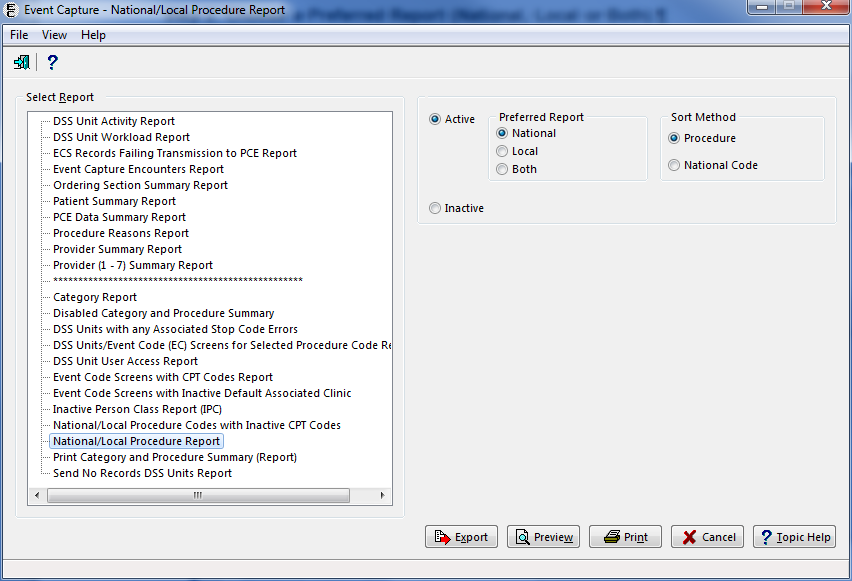 Event Capture - National/Local Procedure Report
a Preferred Report (National, Local or Both) ¶
File View Help
?
Select Report
DSS Unit Activity Report
DSS Unit Workload Report
ECS Records Failing Transmission to PCE Report
Event Capture Encounters Report
Ordering Section Summary Report
Patient Summary Report
PCE Data Summary Report
Procedure Reasons Report
Provider Summary Report
Provider (1 - 7) Summary Report
**************************************************
Category Report
Disabled Category and Procedure Summary
DSS Units with any Associated Stop Code Errors
DSS Units/Event Code (EC) Screens for Selected Procedure Code Re
DSS Unit User Access Report
Event Code Screens with CPT Codes Report
Event Code Screens with Inactive Default Associated Clinic
Inactive Person Class Report (IPC)
National/Local Procedure Codes with Inactive CPT Codes
National/Local Procedure Report
Print Category and Procedure Summary (Report)
Send No Records DSS Units Report
Active
Preferred Report
National
Local
Both
Sort Method
Procedure
National Code
Inactive
Export Preview Print Cancel ? Topic Help